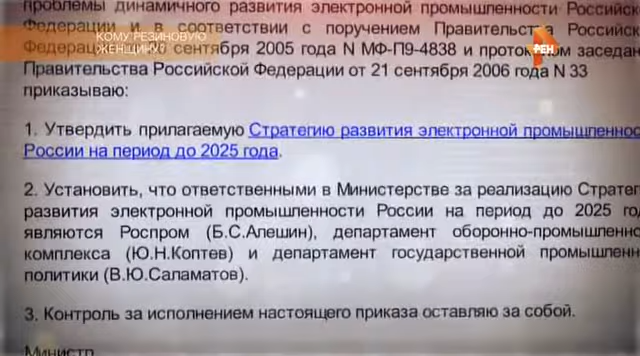 проблемы динамичного развития электронной промышленности Российск
Федерации и в соответствии с поручением Правительства Российск
КОМУ РЕЗИНОВУЮ
ЖЕНЩИНУ?
сентября 2005 года N МФ-П9-4838 и заседан
РЕН
Правительства Российской Федерации от 21 сентября 2006 года N 33
приказываю:
1. Утвердить прилагаемую Стратегию развития электронной промышленнос
России на период до 2025 года.
2. Установить, что ответственными в Министерстве за реализацию Стратег
развития электронной промышленности России на период до 2025 го
являются Роспром (Б.С.Алешин), департамент оборонно-промышленно
комплекса (Ю.Н.Коптев) и департамент государственной промышленн
политики (В.Ю.Саламатов).
3. Контроль за исполнением настоящего приказа оставляю за собой.
Министр